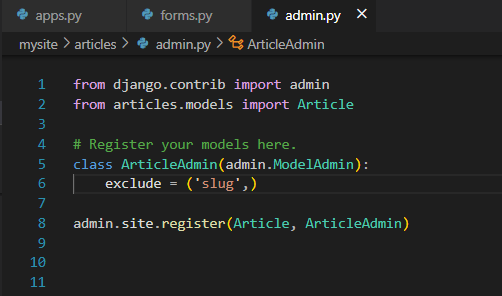 apps.py forms.py admin.py ×
mysite > articles > admin.py > ArticleAdmin
1 from django.contrib import admin
2 from articles.models import Article
3
4 # Register your models here.
5 class ArticleAdmin(admin.ModelAdmin):
6     exclude = ('slug',)
7
8 admin.site.register(Article, ArticleAdmin)
9
10
11